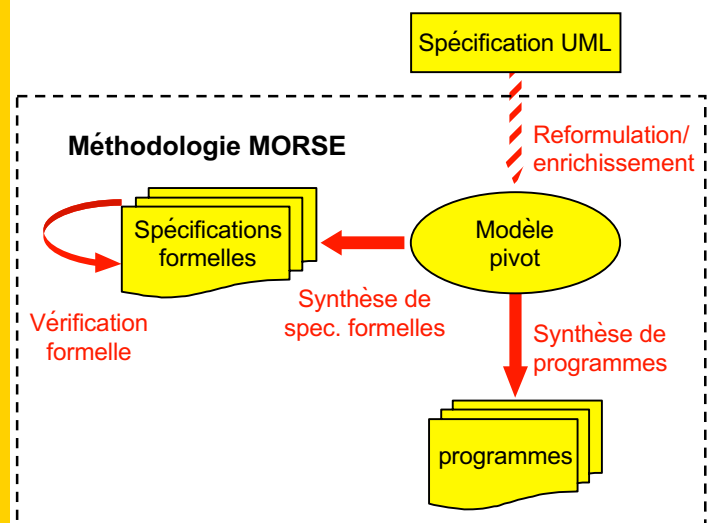 Spécification UML
Méthodologie MORSE
Reformulation/
enrichissement
Spécifications
formelles
Modèle
pivot
Synthèse de
spec. formelles
Vérification
formelle
Synthèse de
programmes
programmes